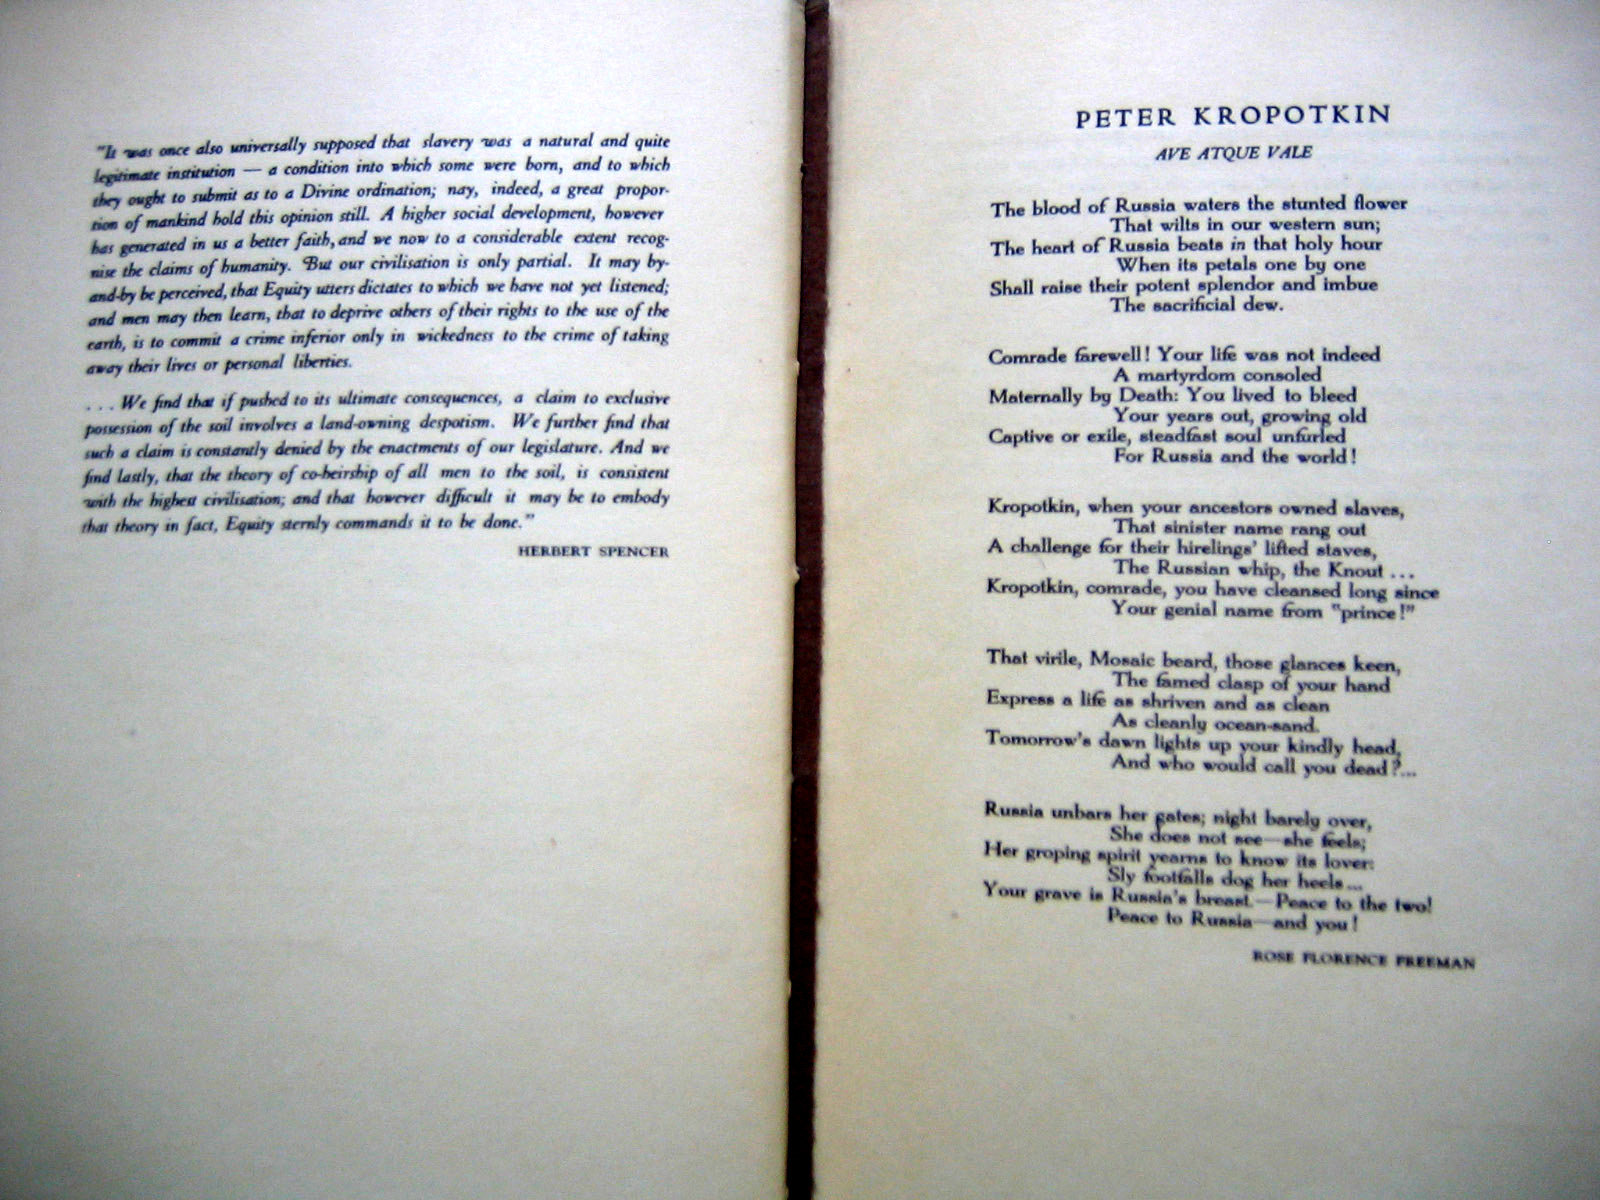 "It was once also universally supposed that slavery was a natural and quite
legitimate institution — a condition into which some were born, and to which
they ought to submit as to a Divine ordination; nay, indeed, a great propor-
tion of mankind hold this opinion still. A higher social development, however
has generated in us a better faith, and we now to a considerable extent recog-
nise the claims of humanity. But our civilisation is only partial. It may by-
and-by be perceived, that Equity utters dictates to which we have not yet listened;
and men may then learn, that to deprive others of their rights to the use of the
earth, is to commit a crime inferior only in wickedness to the crime of taking
away their lives or personal liberties.
. . . We find that if pushed to its ultimate consequences, a claim to exclusive
possession of the soil involves a land-owning despotism. We further find that
such a claim is constantly denied by the enactments of our legislature. And we
find lastly, that the theory of co-heirship of all men to the soil, is consistent
with the highest civilisation; and that however difficult it may be to embody
that theory in fact, Equity sternly commands it to be done."
HERBERT SPENCER
PETER KROPOTKIN
AVE ATQUE VALE
The blood of Russia waters the stunted flower
That wilts in our western sun;
The heart of Russia beats in that holy hour
When its petals one by one
Shall raise their potent splendor and imbue
The sacrificial dew.
Comrade farewell! Your life was not indeed
A martyrdom consoled
Maternally by Death: You lived to bleed
Your years out, growing old
Captive or exile, steadfast soul unfurled
For Russia and the world!
Kropotkin, when your ancestors owned slaves,
That sinister name rang out
A challenge for their hirelings' lifted staves,
The Russian whip, the Knout . . .
Kropotkin, comrade, you have cleansed long since
Your genial name from "prince!"
That virile, Mosaic beard, those glances keen,
The famed clasp of your hand
Express a life as shriven and as clean
As cleanly ocean-sand.
Tomorrow's dawn lights up your kindly head,
And who would call you dead?...
Russia unbars her gates; night barely over,
She does not see—she feels;
Her groping spirit yearns to know its lover:
Sly footfalls dog her heels...
Your grave is Russia's breast.—Peace to the two!
Peace to Russia—and you!
ROSE FLORENCE FREEMAN